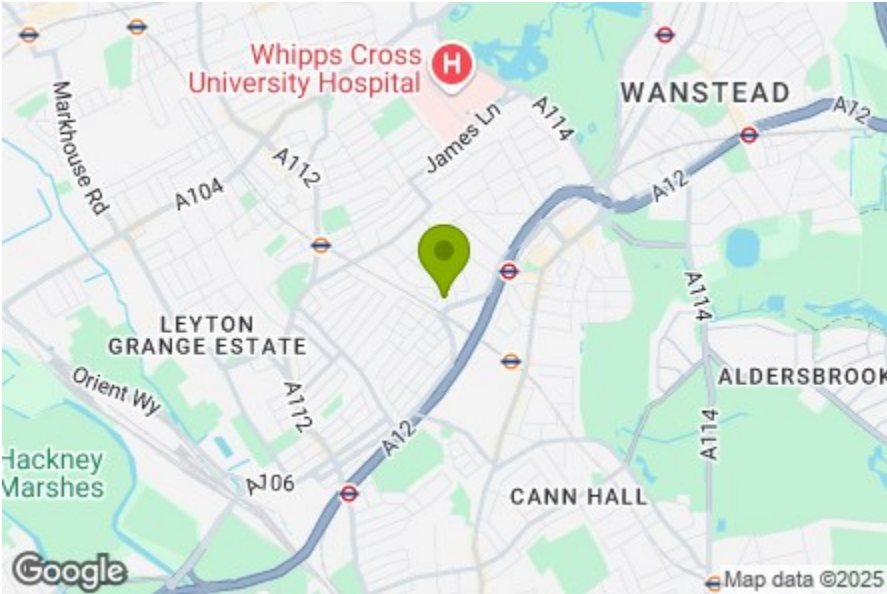 Whipps Cross
University Hospital
H
WANSTEAD
A12
A114
James Ln
Markhouse Rd
A112
A104
A12
A114
LEYTON
GRANGE ESTATE
ALDERSBROOK
Orient Wy
A112
A12
A114
Hackney
Marshes
A106
CANN HALL
Google
Map data ©2025